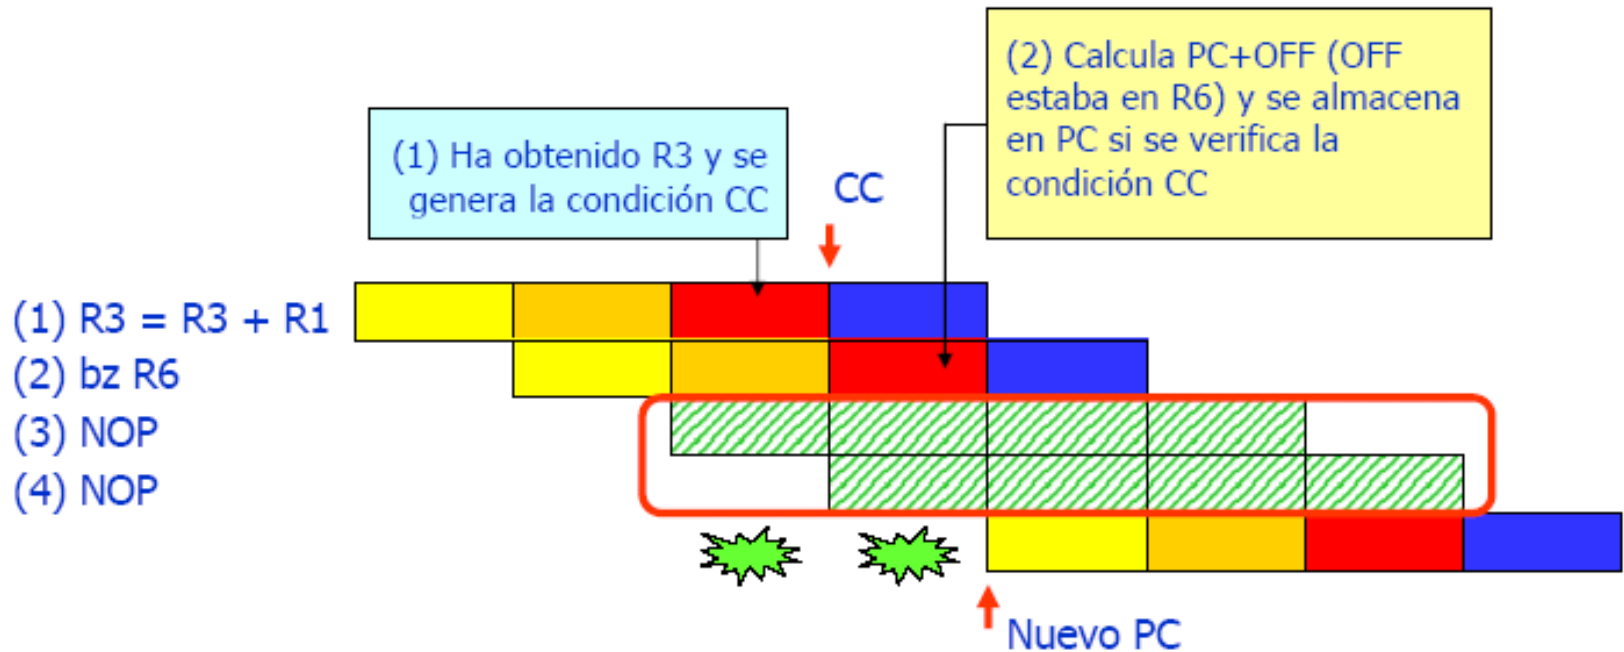 (2) Calcula PC+OFF (OFF
estaba en R6) y se almacena
en PC si se verifica la
condición CC
(1) Ha obtenido R3 y se
genera la condición CC
CC
(1) R3 = R3 + R1
(2) bz R6
(3) NOP
(4) NOP
Nuevo PC